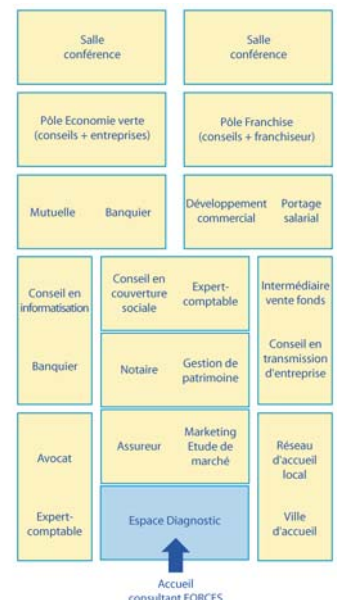 Salle
conférence
Salle
conférence
Pôle Economie verte
(conseils + entreprises)
Pôle Franchise
(conseils + franchiseur)
Mutuelle
Banquier
Développement
commercial
Portage
salarial
Conseil en
informatisation
Banquier
Conseil en
couverture
sociale
Expert-
comptable
Intermédiaire
vente fonds
Conseil en
transmission
d'entreprise
Notaire
Gestion de
patrimoine
Avocat
Expert-
comptable
Assureur
Marketing
Etude de
marché
Réseau
d'accueil
local
Ville
d'accueil
Espace Diagnostic
Accueil
consultant FORCES